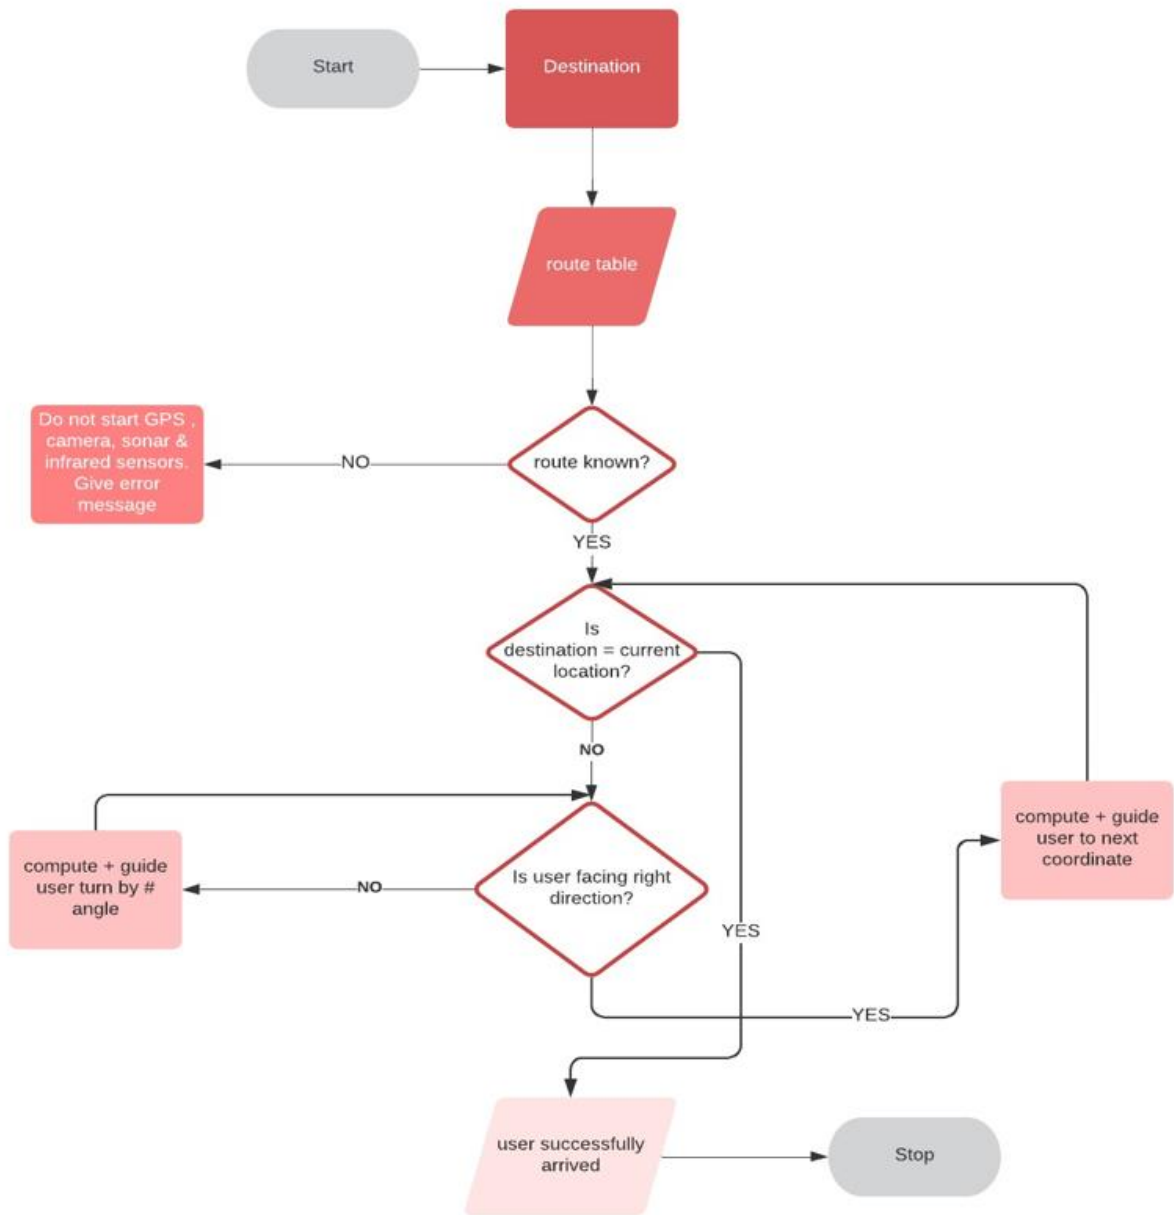 Start
Destination
route table
Do not start GPS ,
camera, sonar &
infrared sensors.
Give error
message
NO
route known?
YES
Is
destination = current
location?
NO
compute + guide
user to next
coordinate
compute + guide
user turn by #
angle
NO
Is user facing right
direction?
YES
YES
user successfully
arrived
Stop